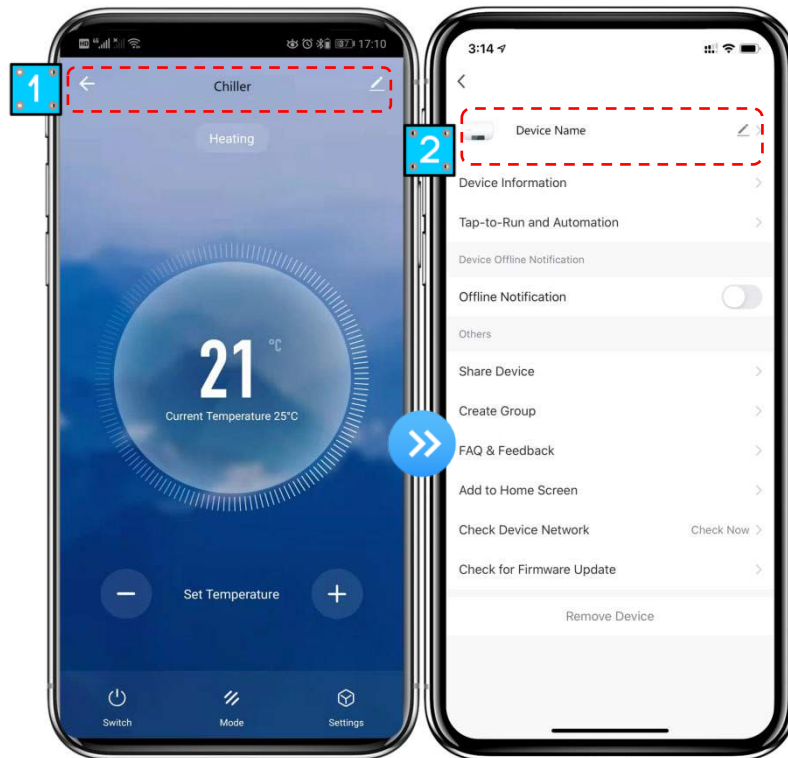 HD 87 17:10
1
Chiller
Heating
21 °C
Current Temperature 25°C
Set Temperature
Switch
Mode
Settings
3:14
2
Device Name
Device Information
Tap-to-Run and Automation
Device Offline Notification
Offline Notification
Others
Share Device
Create Group
FAQ & Feedback
Add to Home Screen
Check Device Network Check Now
Check for Firmware Update
Remove Device